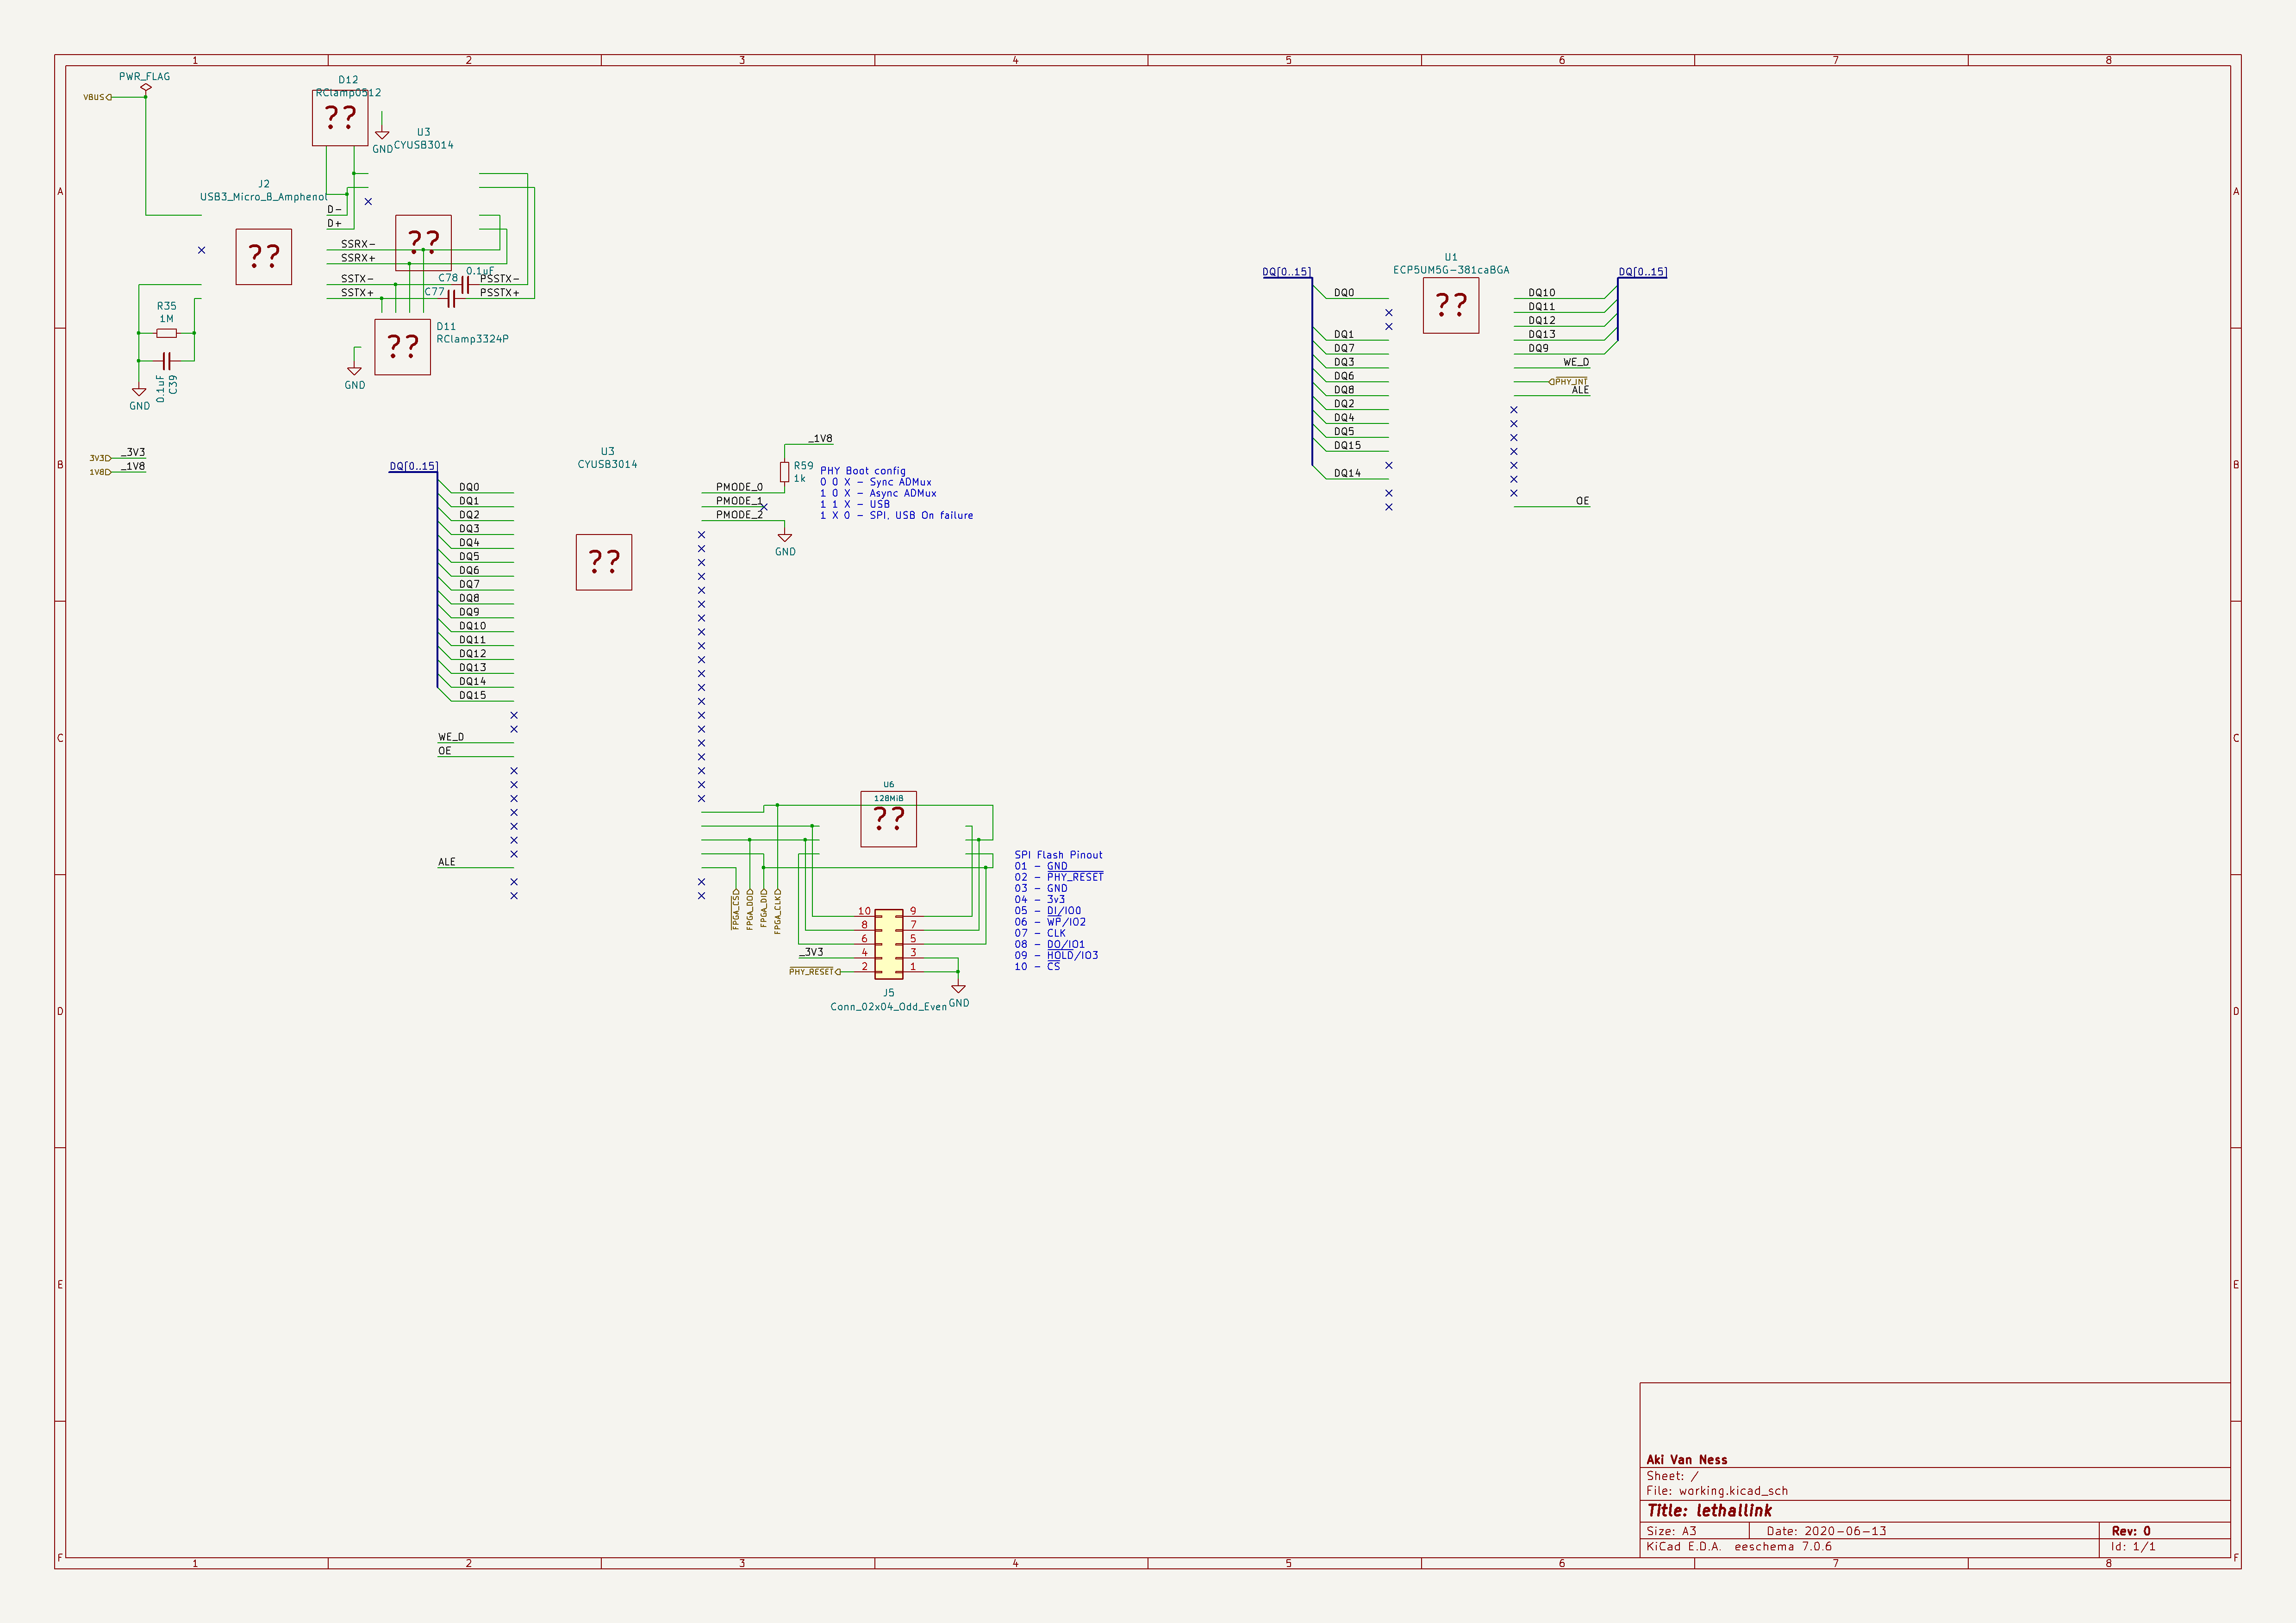 1 2 3 4 5 6 7 8
A
B
C
D
E
F
PWR_FLAG
VBUS
D12
RClamp0512
??
GND
U3
CYUSB3014
??
J2
USB3_Micro_B_Amphenol
??
D-
D+
SSRX-
SSRX+
SSTX-
SSTX+
0.1uF
C78
C77
PSSTX-
PSSTX+
R35
1M
0.1uF
C39
GND
D11
RClamp3324P
??
GND
3V3
_3V3
1V8
_1V8
DQ[0..15]
DQ0
DQ1
DQ2
DQ3
DQ4
DQ5
DQ6
DQ7
DQ8
DQ9
DQ10
DQ11
DQ12
DQ13
DQ14
DQ15
WE_D
OE
ALE
U3
CYUSB3014
??
_1V8
R59
1k
PMODE_0
PMODE_1
PMODE_2
GND
PHY Boot config
0 0 X - Sync ADMux
1 0 X - Async ADMux
1 1 X - USB
1 X 0 - SPI, USB On failure
U6
128MiB
??
FPGA_CS
FPGA_DO
FPGA_DI
FPGA_CLK
10 9
8 7
6 5
4 3
2 1
_3V3
PHY_RESET
J5
Conn_02x04_Odd_Even
GND
SPI Flash Pinout
01 - GND
02 - PHY_RESET
03 - GND
04 - 3v3
05 - DI/IO0
06 - WP/IO2
07 - CLK
08 - DO/IO1
09 - HOLD/IO3
10 - CS
U1
ECP5UM5G-381caBGA
??
DQ[0..15]
DQ0
DQ1
DQ7
DQ3
DQ6
DQ8
DQ2
DQ4
DQ5
DQ15
DQ14
DQ[0..15]
DQ10
DQ11
DQ12
DQ13
DQ9
WE_D
PHY_INT
ALE
OE
A
B
C
D
E
F
Aki Van Ness
Sheet: /
File: working.kicad_sch
Title: lethallink
Size: A3 Date: 2020-06-13 Rev: 0
KiCad E.D.A. eeschema 7.0.6 Id: 1/1
1 2 3 4 5 6 7 8